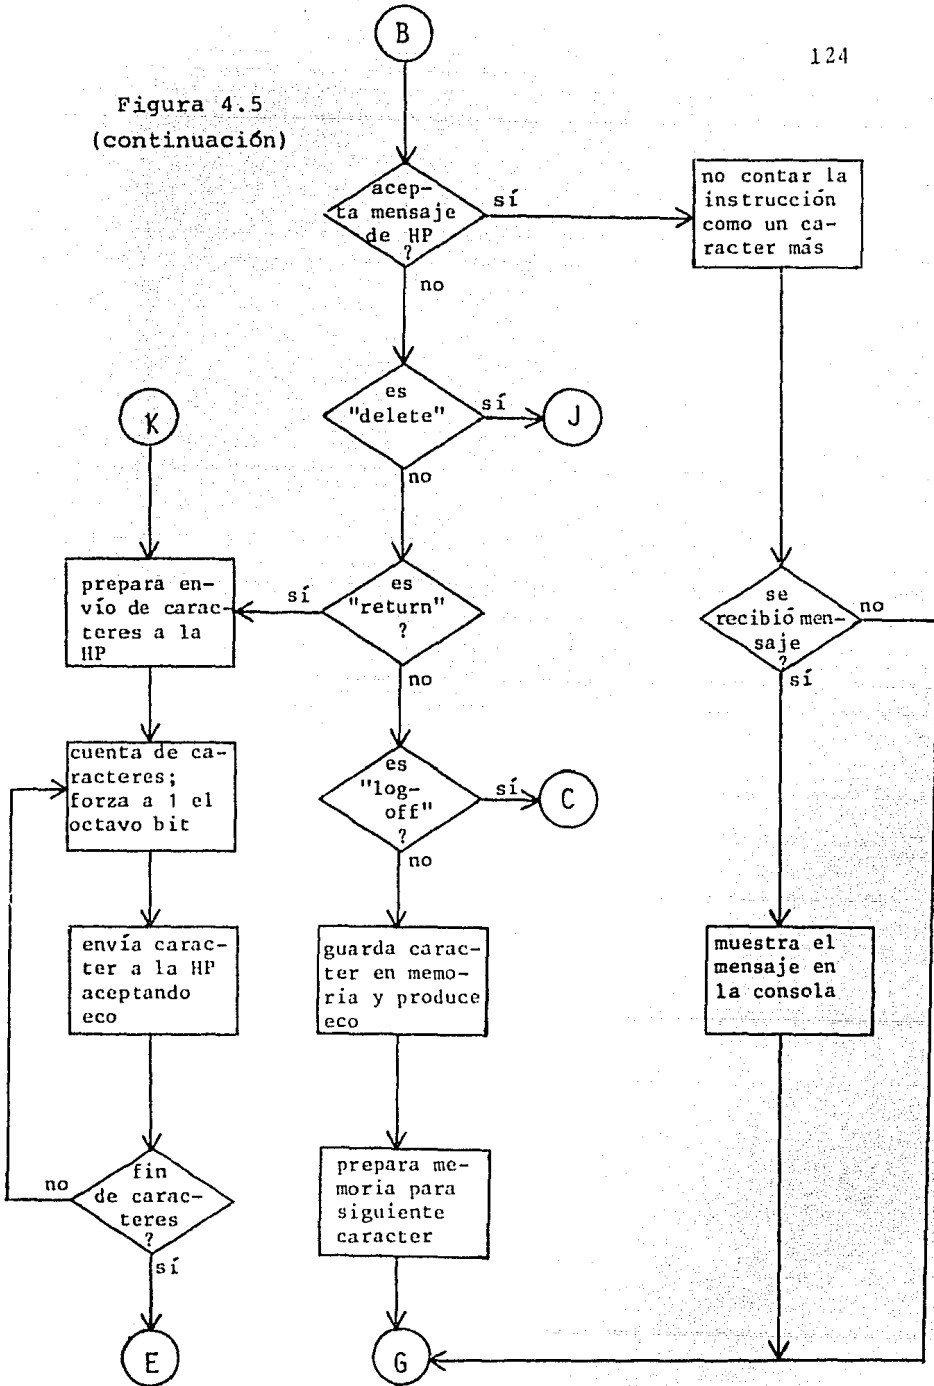 B
124
Figura 4.5
(continuación)
acep-
ta mensaje
de HP
?
sí
no
no contar la
instrucción
como un ca-
racter más
es
"delete"
sí
J
no
K
prepara en-
vío de carac-
teres a la
HP
sí
es
"return"
?
no
se
recibió men-
saje
?
no
sí
cuenta de ca-
racteres;
forza a 1 el
octavo bit
es
"log-
off"
?
sí
C
no
envía carac-
ter a la HP
aceptando
eco
guarda carac-
ter en memo-
ria y produce
eco
muestra el
mensaje en
la consola
fin
de carac-
teres
?
no
sí
prepara me-
moria para
siguiente
caracter
E
G